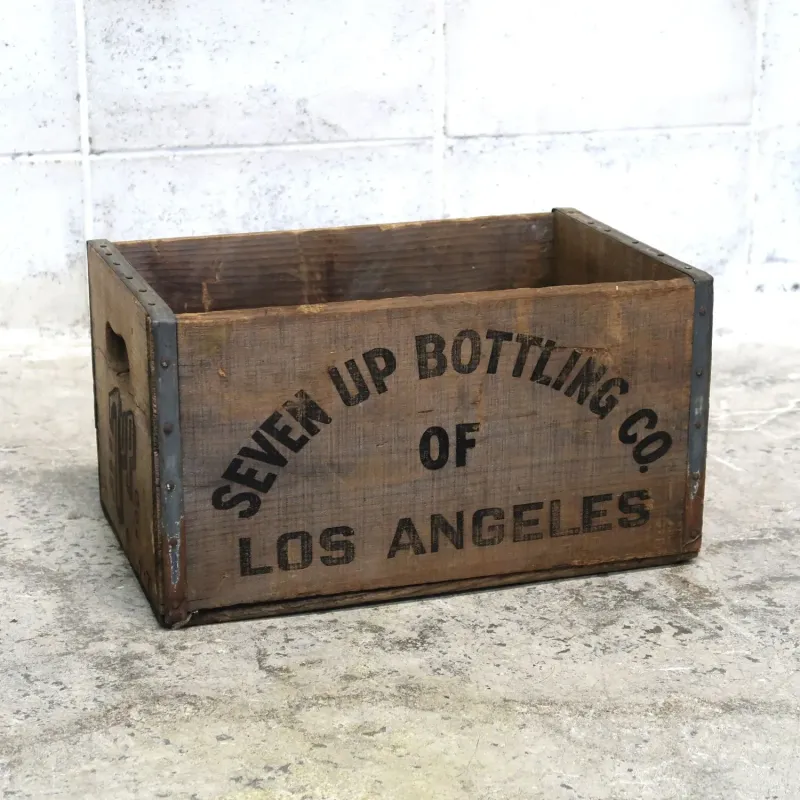 SEVEN UP BOTTLING CO.
OF
LOS ANGELES